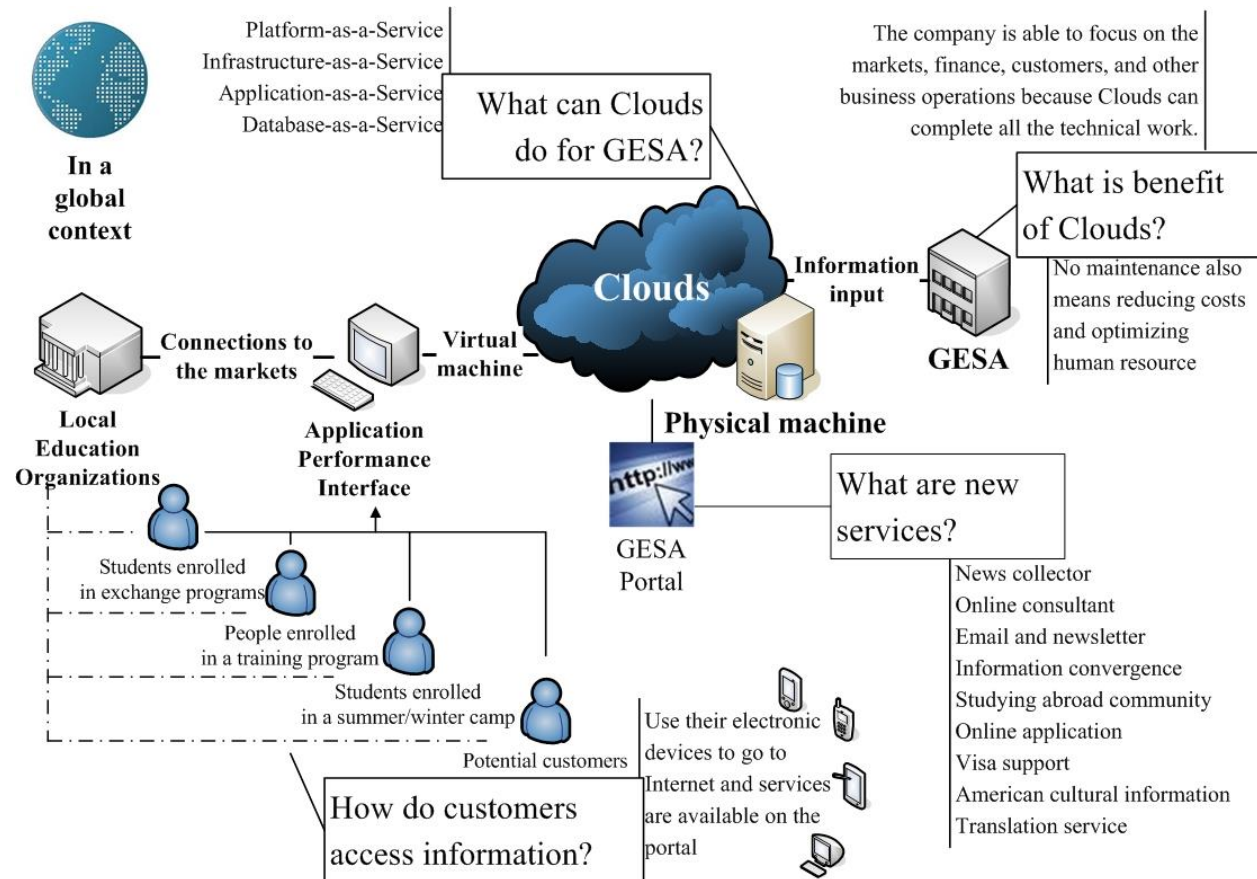 Platform-as-a-Service
Infrastructure-as-a-Service
Application-as-a-Service
Database-as-a-Service
What can Clouds
do for GESA?
The company is able to focus on the
markets, finance, customers, and other
business operations because Clouds can
complete all the technical work.
What is benefit
of Clouds?
No maintenance also
means reducing costs
and optimizing
human resource
In a
global
context
Clouds
Information
input
GESA
Connections to
the markets
Virtual
machine
Physical machine
Local
Education
Organizations
Application
Performance
Interface
http://ww
GESA
Portal
What are new
services?
News collector
Online consultant
Email and newsletter
Information convergence
Studying abroad community
Online application
Visa support
American cultural information
Translation service
Students enrolled
in exchange programs
People enrolled
in a training program
Students enrolled
in a summer/winter camp
Potential customers
How do customers
access information?
Use their electronic
devices to go to
Internet and services
are available on the
portal